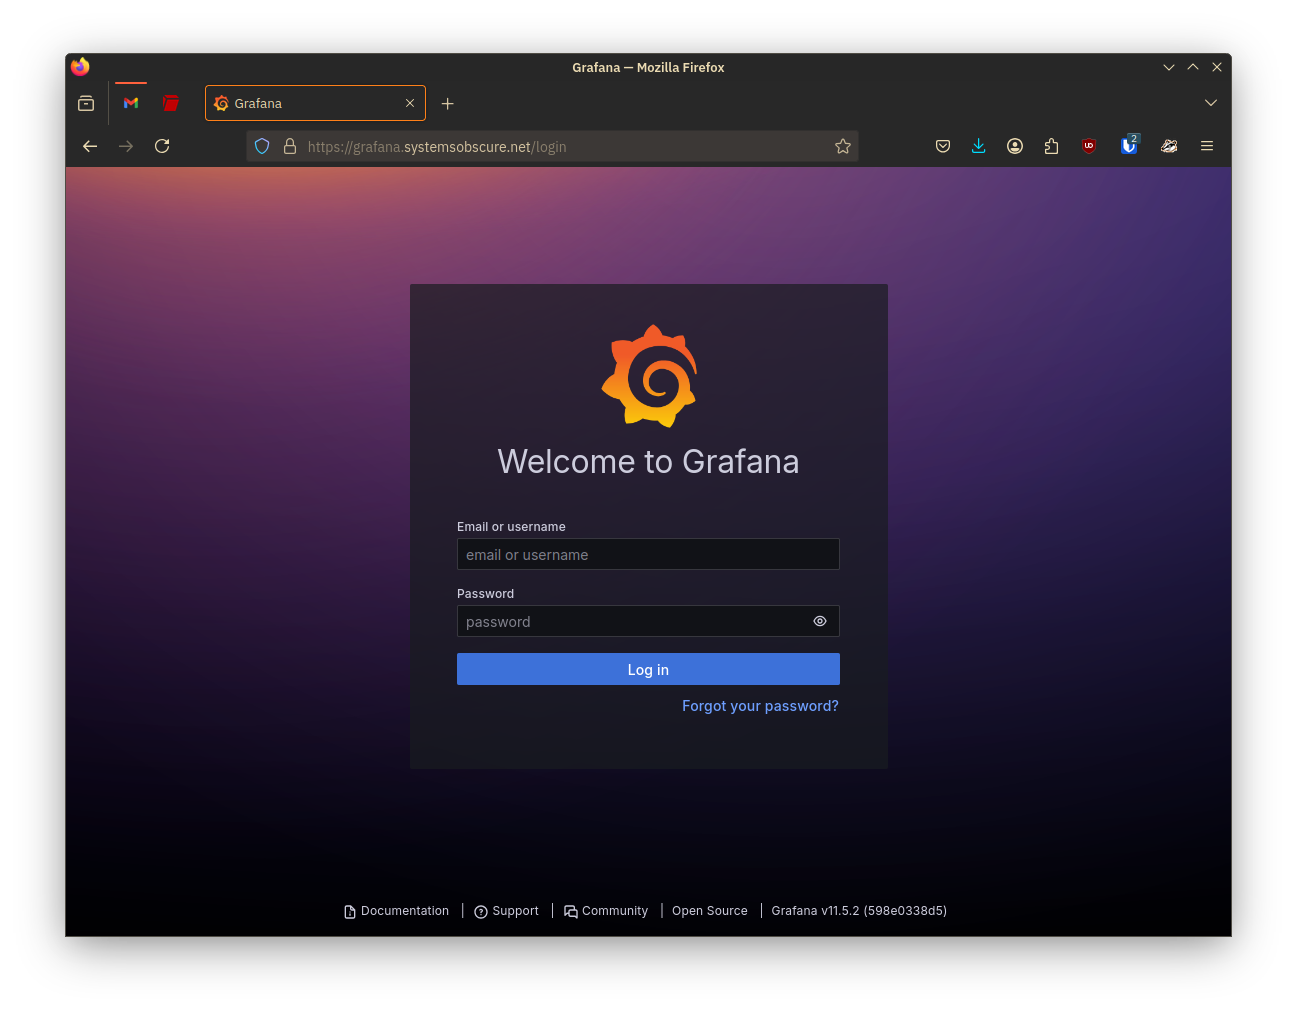 Grafana — Mozilla Firefox
Grafana
https://grafana.systemsobscure.net/login
2
Welcome to Grafana
Email or username
email or username
Password
password
Log in
Forgot your password?
Documentation | Support | Community | Open Source | Grafana v11.5.2 (598e0338d5)